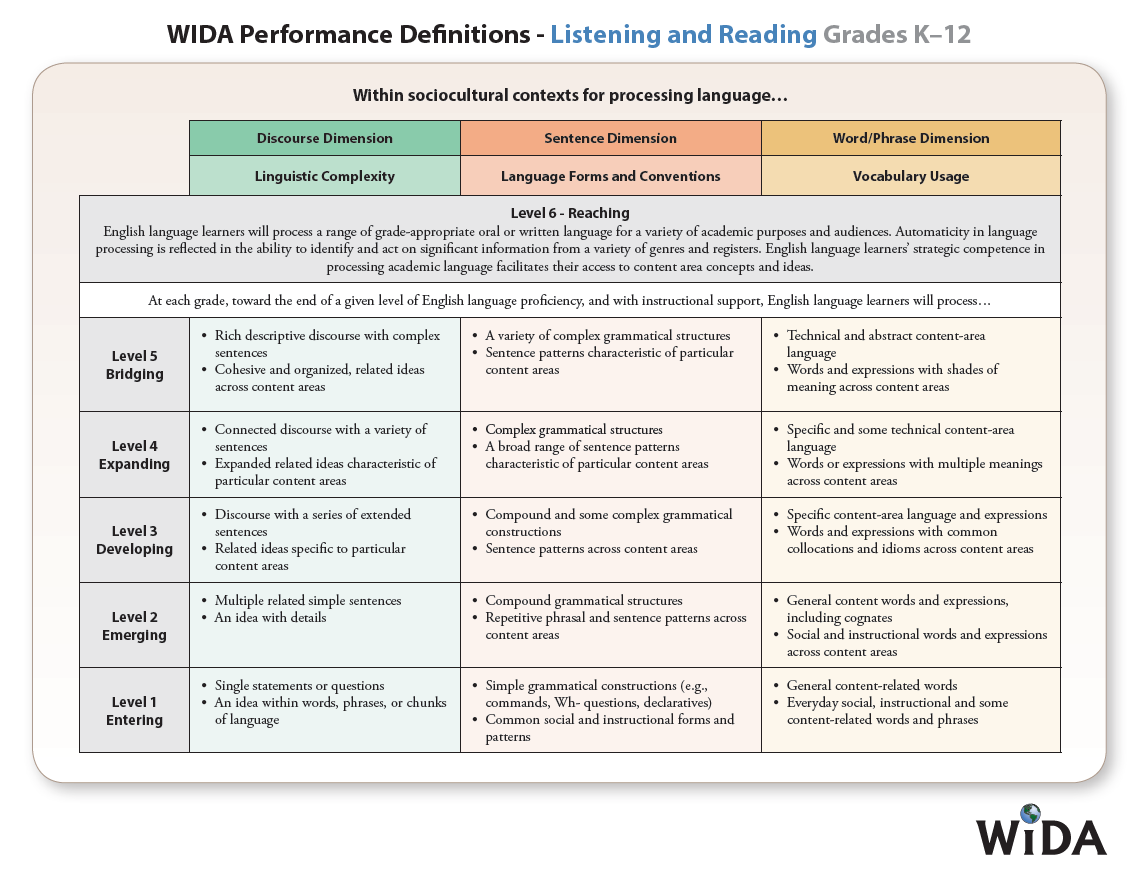 WIDA Performance Definitions - Listening and Reading Grades K–12
Within sociocultural contexts for processing language…
Discourse Dimension
Sentence Dimension
Word/Phrase Dimension
Linguistic Complexity
Language Forms and Conventions
Vocabulary Usage
Level 6 - Reaching
English language learners will process a range of grade-appropriate oral or written language for a variety of academic purposes and audiences. Automaticity in language
processing is reflected in the ability to identify and act on significant information from a variety of genres and registers. English language learners’ strategic competence in
processing academic language facilitates their access to content area concepts and ideas.
At each grade, toward the end of a given level of English language proficiency, and with instructional support, English language learners will process…
Level 5
Bridging
• Rich descriptive discourse with complex
sentences
• Cohesive and organized, related ideas
across content areas
• A variety of complex grammatical structures
• Sentence patterns characteristic of particular
content areas
• Technical and abstract content-area
language
• Words and expressions with shades of
meaning across content areas
Level 4
Expanding
• Connected discourse with a variety of
sentences
• Expanded related ideas characteristic of
particular content areas
• Complex grammatical structures
• A broad range of sentence patterns
characteristic of particular content areas
• Specific and some technical content-area
language
• Words or expressions with multiple meanings
across content areas
Level 3
Developing
• Discourse with a series of extended
sentences
• Related ideas specific to particular
content areas
• Compound and some complex grammatical
constructions
• Sentence patterns across content areas
• Specific content-area language and expressions
• Words and expressions with common
collocations and idioms across content areas
Level 2
Emerging
• Multiple related simple sentences
• An idea with details
• Compound grammatical structures
• Repetitive phrasal and sentence patterns across
content areas
• General content words and expressions,
including cognates
• Social and instructional words and expressions
across content areas
Level 1
Entering
• Single statements or questions
• An idea within words, phrases, or chunks
of language
• Simple grammatical constructions (e.g.,
commands, Wh- questions, declaratives)
• Common social and instructional forms and
patterns
• General content-related words
• Everyday social, instructional and some
content-related words and phrases
WiDA